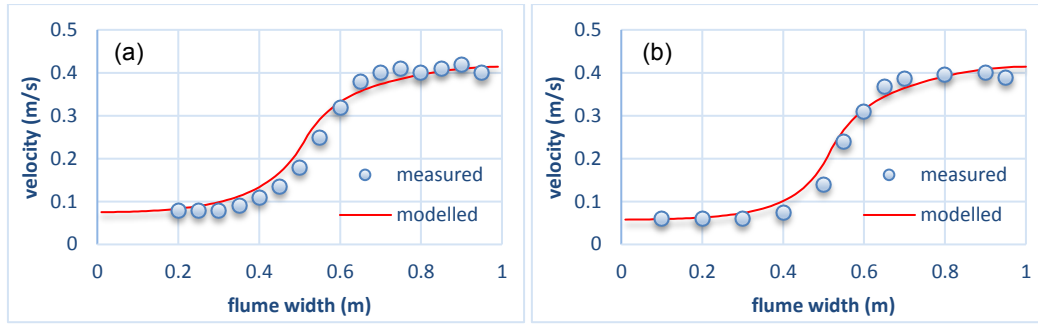 (a)
0.5
0.4
0.3
0.2
0.1
0
velocity (m/s)
measured
modelled
0 0.2 0.4 0.6 0.8 1
flume width (m)
(b)
0.5
0.4
0.3
0.2
0.1
0
velocity (m/s)
measured
modelled
0 0.2 0.4 0.6 0.8 1
flume width (m)